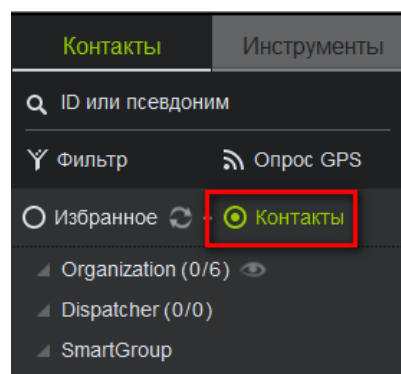 Контакты Инструменты
ID или псевдоним
Фильтр Опрос GPS
Избранное Контакты
Organization (0/6)
Dispatcher (0/0)
SmartGroup